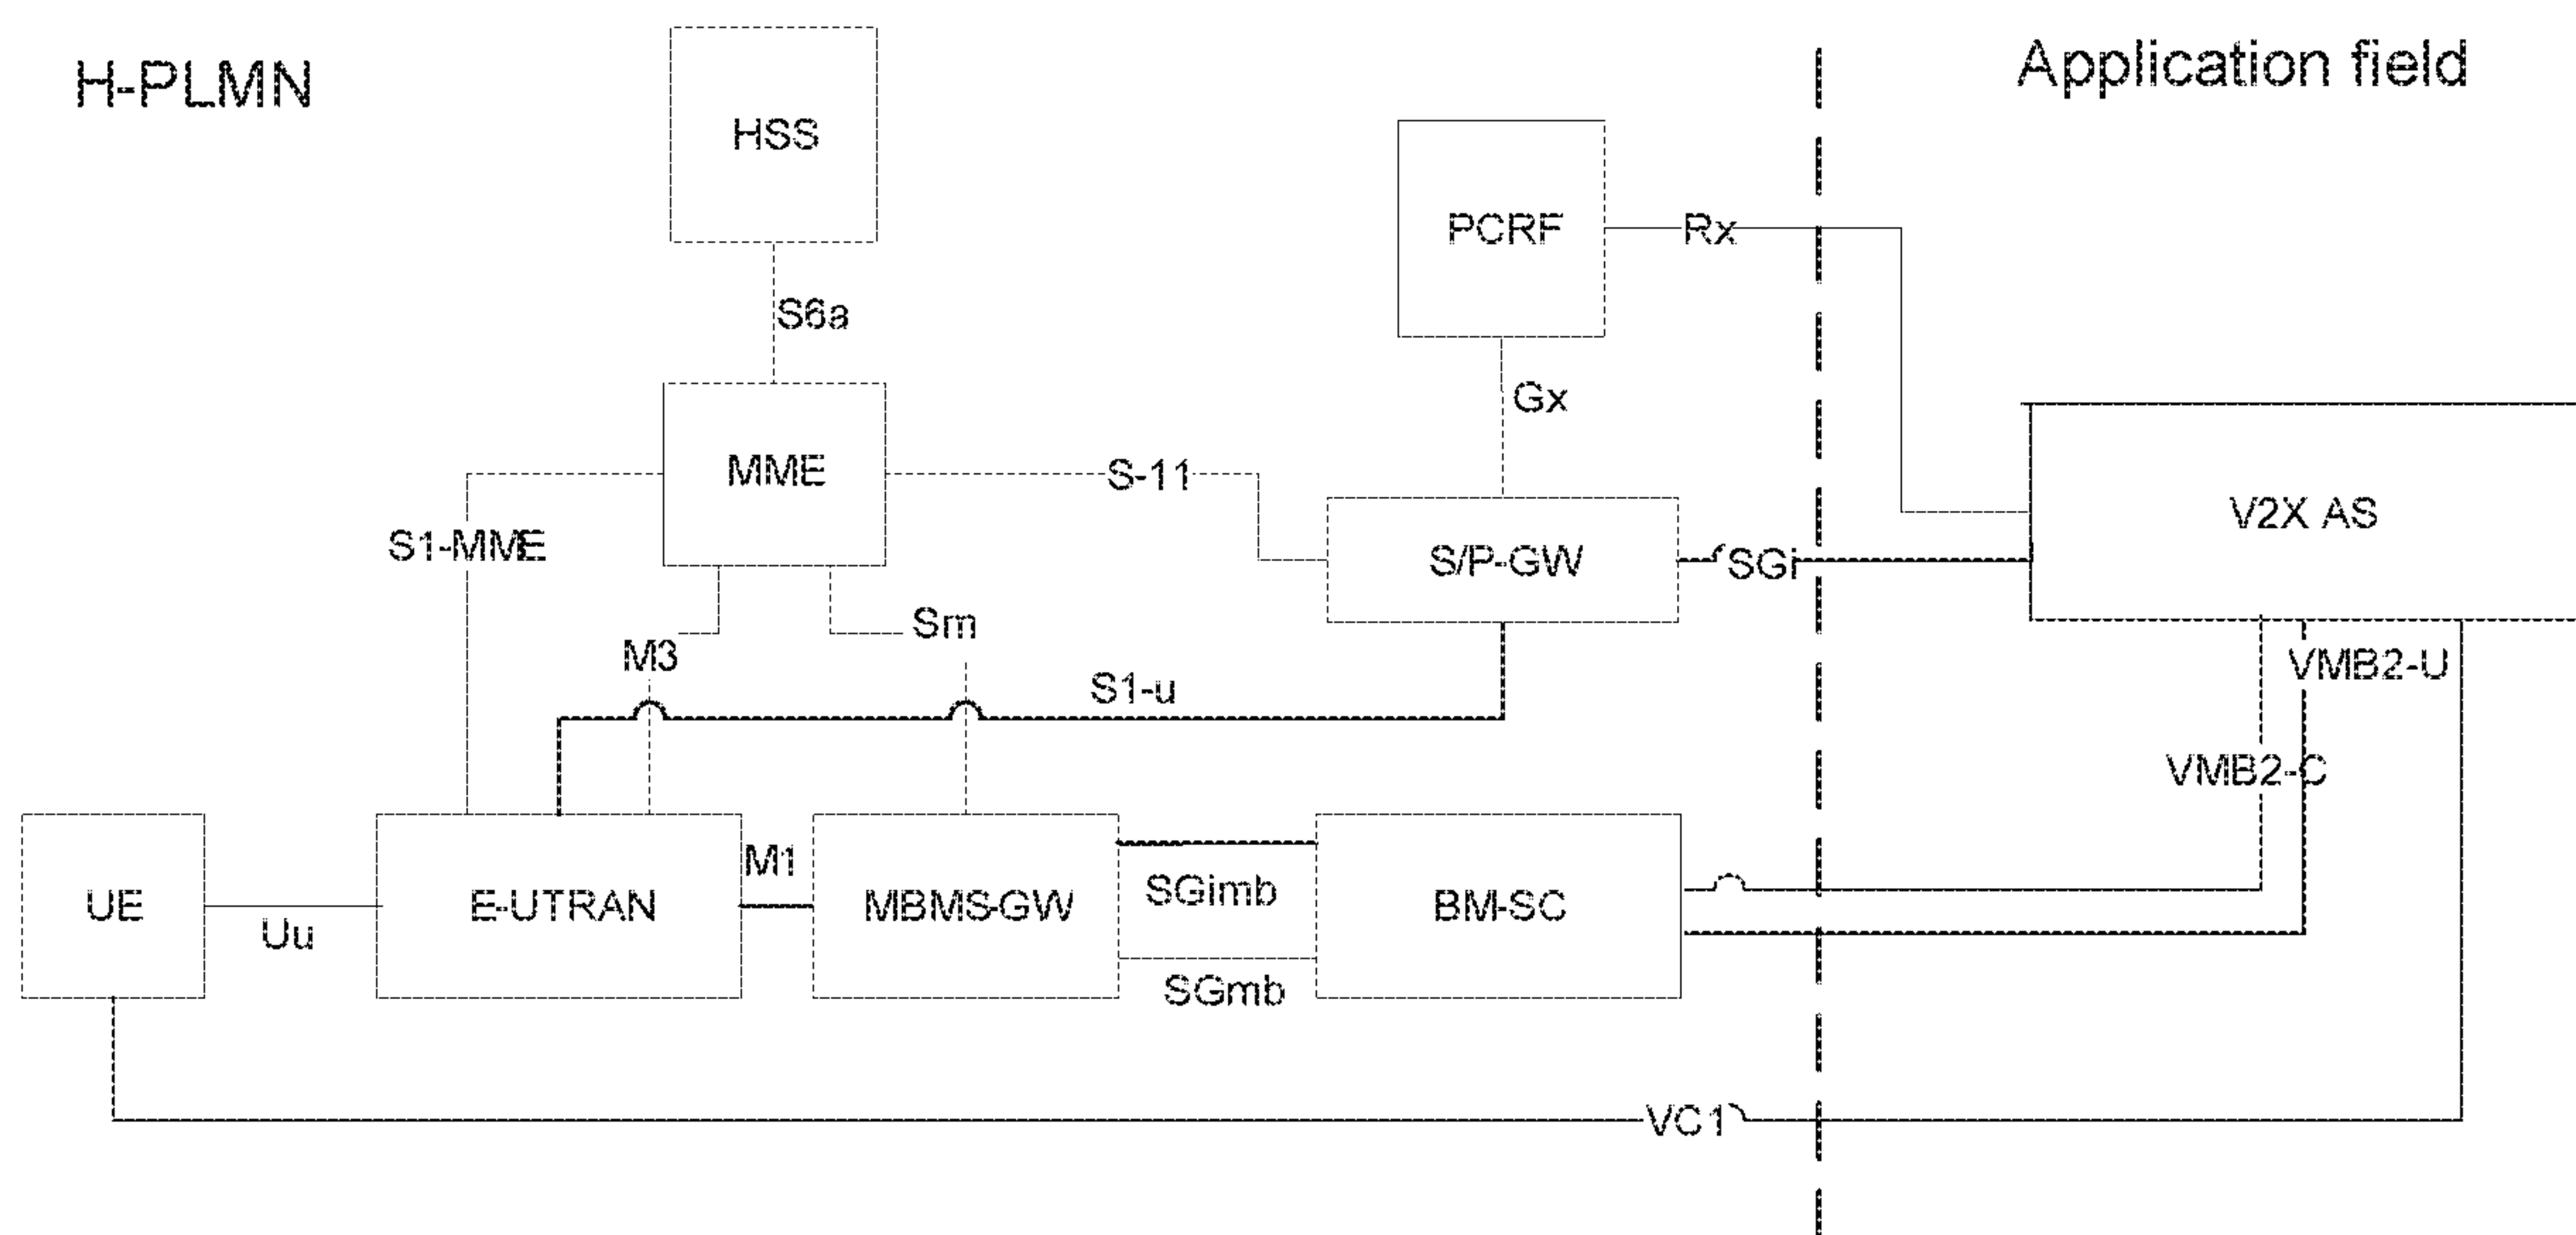 H-PLMN
Application field
HSS
PCRF
Rx
S6a
Gx
MME
S-11
V2X AS
S1-MME
S/P-GW
SGi
Sm
M3
VMB2-U
S1-u
VMB2-C
M1
SGimb
UE
E-UTRAN
MBMS-GW
BM-SC
Uu
SGmb
VC1